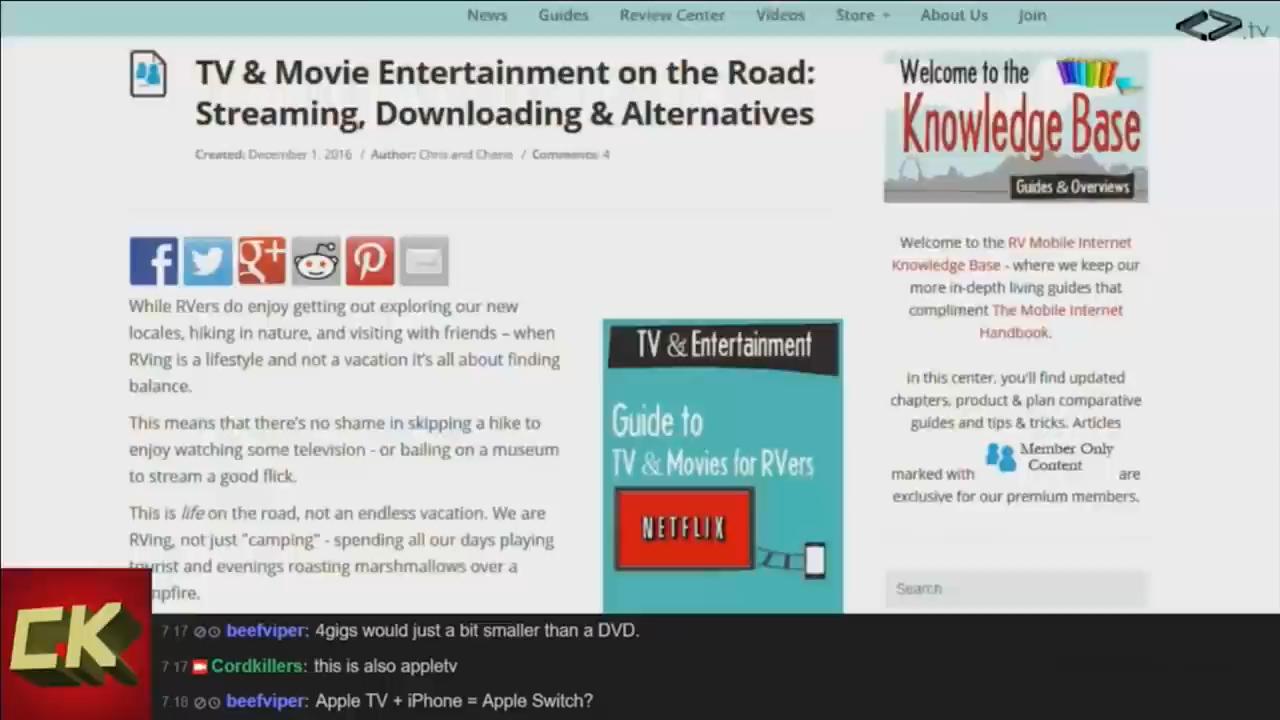 News Guides Review Center Videos Store About Us Join
.tv
TV & Movie Entertainment on the Road:
Streaming, Downloading & Alternatives
Created: December 1, 2016 / Author: Chris and Cherie / Comments: 4
While RVers do enjoy getting out exploring our new
locales, hiking in nature, and visiting with friends – when
RVing is a lifestyle and not a vacation it's all about finding
balance.
This means that there's no shame in skipping a hike to
enjoy watching some television - or bailing on a museum
to stream a good flick.
This is life on the road, not an endless vacation. We are
RVing, not just "camping" - spending all our days playing
tourist and evenings roasting marshmallows over a
mpfire.
TV & Entertainment
Guide to
TV & Movies for RVers
NETFLIX
Welcome to the
Knowledge Base
Guides & Overviews
Welcome to the RV Mobile Internet
Knowledge Base - where we keep our
more in-depth living guides that
compliment The Mobile Internet
Handbook.
In this center, you'll find updated
chapters, product & plan comparative
guides and tips & tricks. Articles
marked with Member Only Content are
exclusive for our premium members.
Search
CK
7:17 beefviper: 4gigs would just a bit smaller than a DVD.
7:17 Cordkillers: this is also appletv
7:18 beefviper: Apple TV + iPhone = Apple Switch?